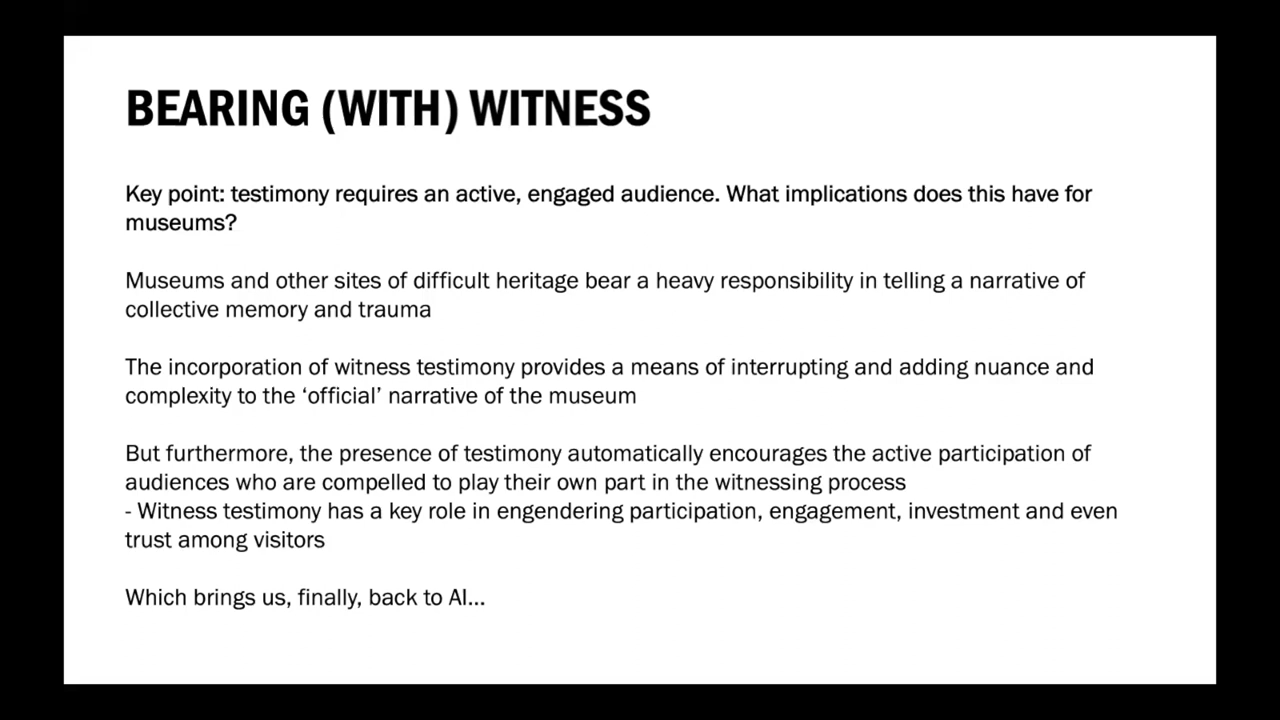 BEARING (WITH) WITNESS
Key point: testimony requires an active, engaged audience. What implications does this have for
museums?
Museums and other sites of difficult heritage bear a heavy responsibility in telling a narrative of
collective memory and trauma
The incorporation of witness testimony provides a means of interrupting and adding nuance and
complexity to the ‘official’ narrative of the museum
But furthermore, the presence of testimony automatically encourages the active participation of
audiences who are compelled to play their own part in the witnessing process
- Witness testimony has a key role in engendering participation, engagement, investment and even
trust among visitors
Which brings us, finally, back to AI...